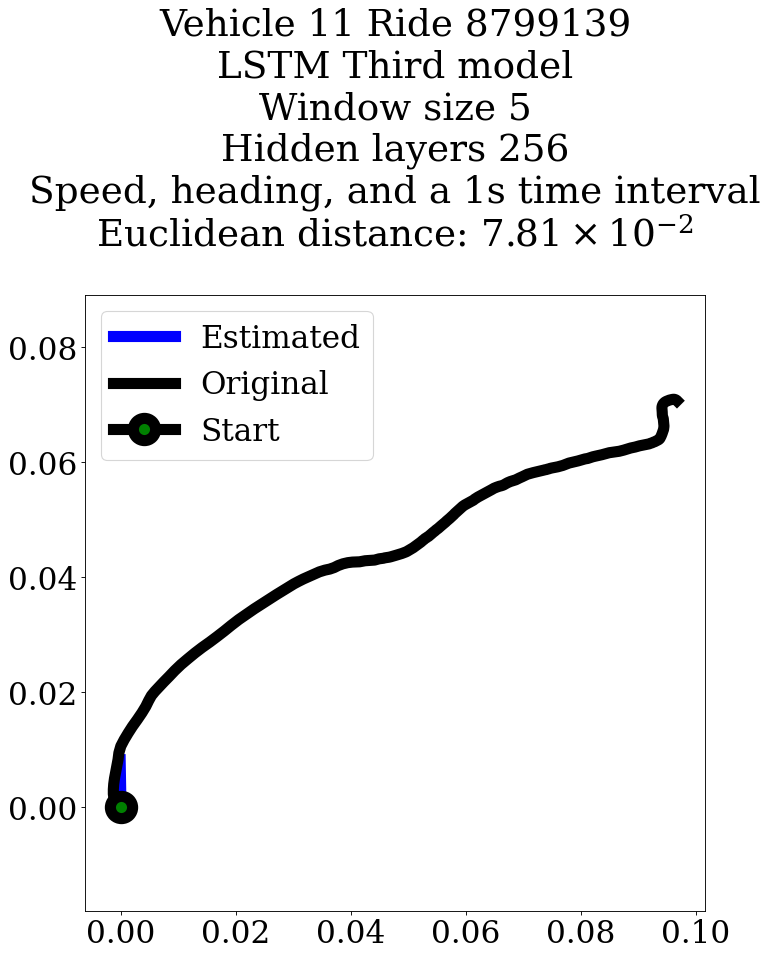 Vehicle 11 Ride 8799139
LSTM Third model
Window size 5
Hidden layers 256
Speed, heading, and a 1s time interval
Euclidean distance: 7.81 × 10⁻²
Estimated
Original
Start
0.08
0.06
0.04
0.02
0.00
0.00 0.02 0.04 0.06 0.08 0.10